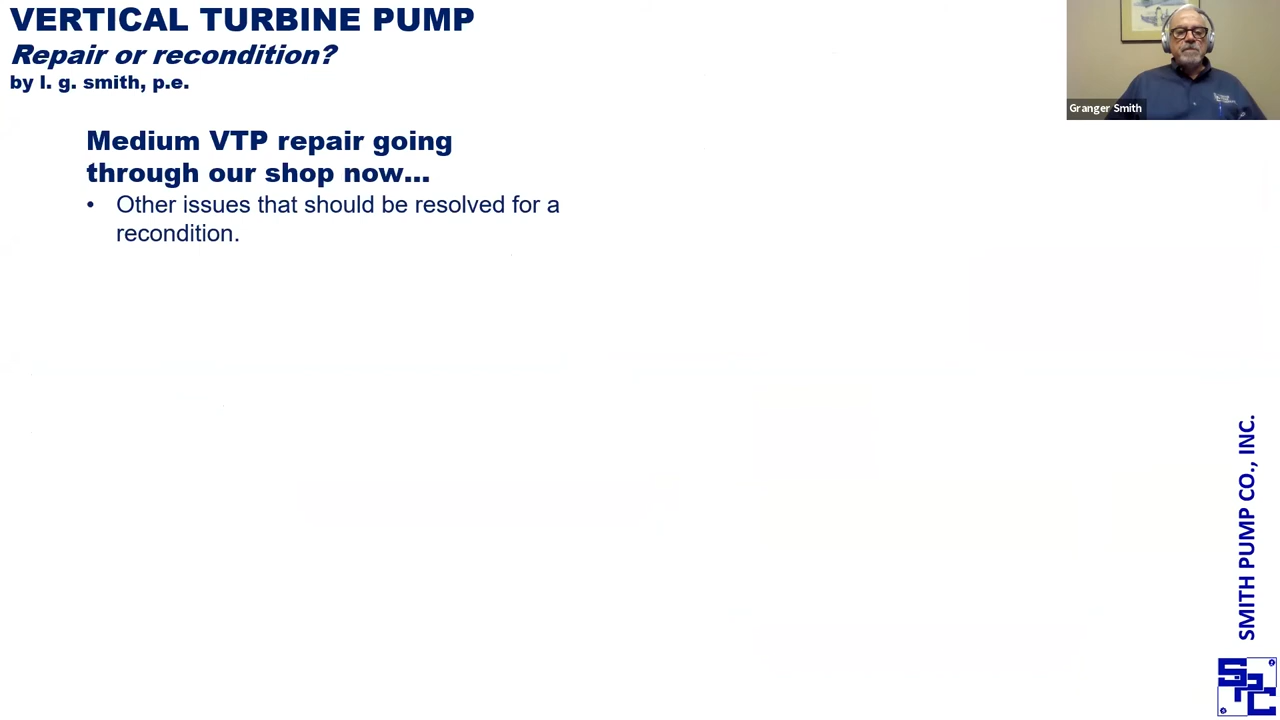 VERTICAL TURBINE PUMP
Repair or recondition?
by l. g. smith, p.e.
Granger Smith
Medium VTP repair going
through our shop now...
• Other issues that should be resolved for a
recondition.
SMITH PUMP CO., INC.
SPC